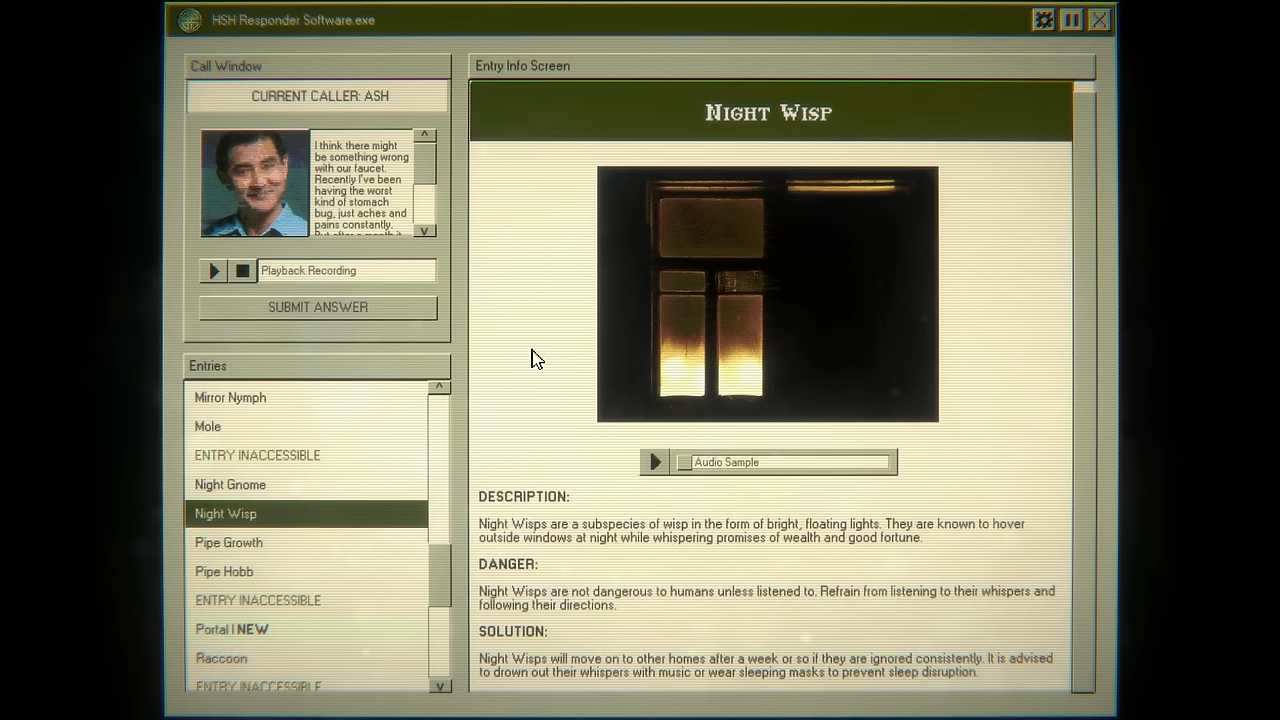 HSH Responder Software.exe
Call Window
CURRENT CALLER: ASH
I think there might
be something wrong
with our faucet.
Recently I've been
having the worst
kind of stomach
bug, just aches and
pains constantly.
But after a month it
Playback Recording
SUBMIT ANSWER
Entries
Mirror Nymph
Mole
ENTRY INACCESSIBLE
Night Gnome
Night Wisp
Pipe Growth
Pipe Hobb
ENTRY INACCESSIBLE
Portal | NEW
Raccoon
ENTRY INACCESSIBLE
Entry Info Screen
Night Wisp
Audio Sample
DESCRIPTION:
Night Wisps are a subspecies of wisp in the form of bright, floating lights. They are known to hover
outside windows at night while whispering promises of wealth and good fortune.
DANGER:
Night Wisps are not dangerous to humans unless listened to. Refrain from listening to their whispers and
following their directions.
SOLUTION:
Night Wisps will move on to other homes after a week or so if they are ignored consistently. It is advised
to drown out their whispers with music or wear sleeping masks to prevent sleep disruption.